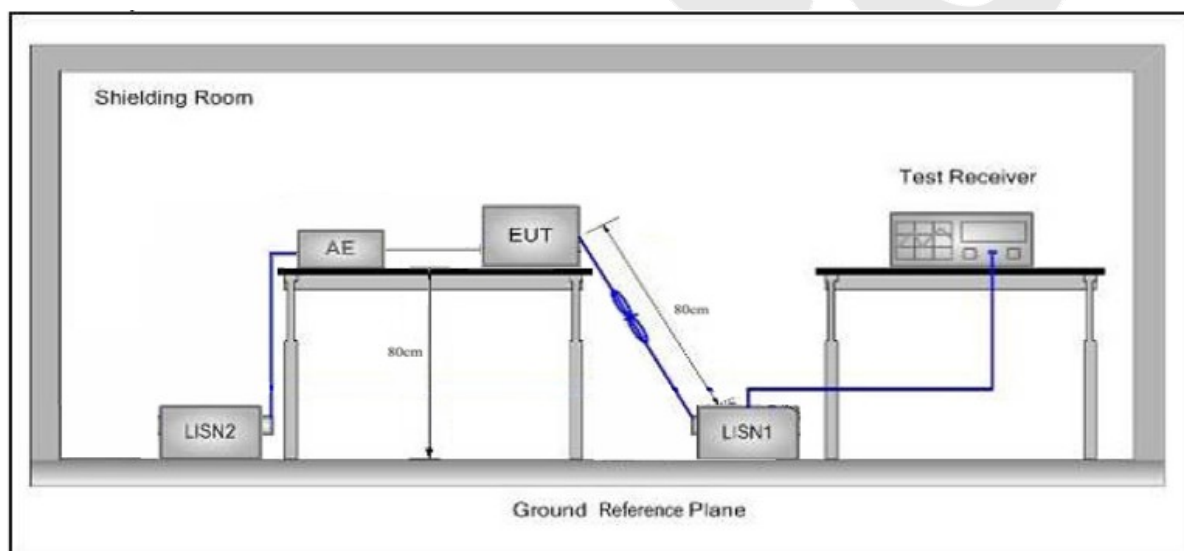 Shielding Room
Test Receiver
AE
EUT
80cm
80cm
LISN2
LISN1
Ground Reference Plane